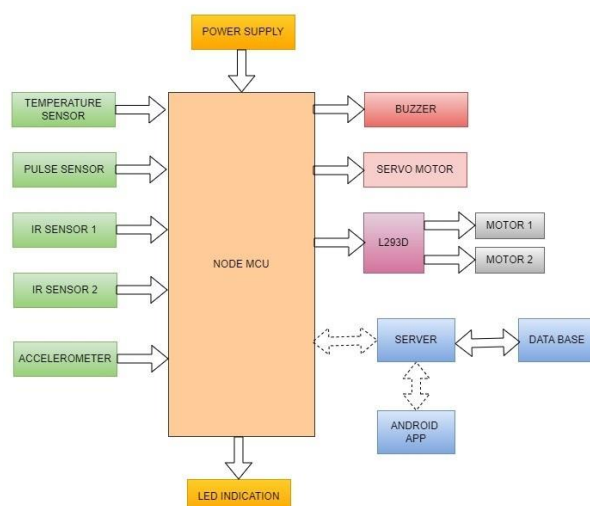 POWER SUPPLY
TEMPERATURE
SENSOR
PULSE SENSOR
IR SENSOR 1
IR SENSOR 2
ACCELEROMETER
NODE MCU
BUZZER
SERVO MOTOR
L293D
MOTOR 1
MOTOR 2
SERVER
DATA BASE
ANDROID
APP
LED INDICATION